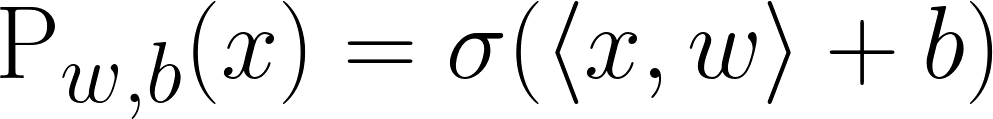 P_{w,b}(x) = σ(⟨x, w⟩ + b)